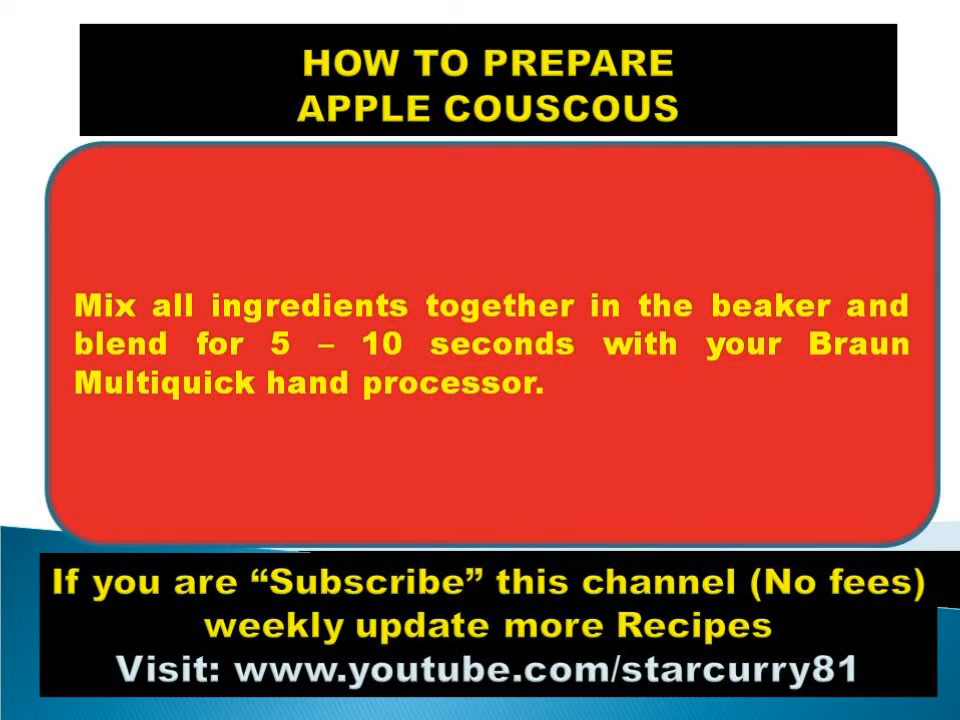 HOW TO PREPARE
APPLE COUSCOUS
Mix all ingredients together in the beaker and
blend for 5 – 10 seconds with your Braun
Multiquick hand processor.
If you are “Subscribe” this channel (No fees)
weekly update more Recipes
Visit: www.youtube.com/starcurry81